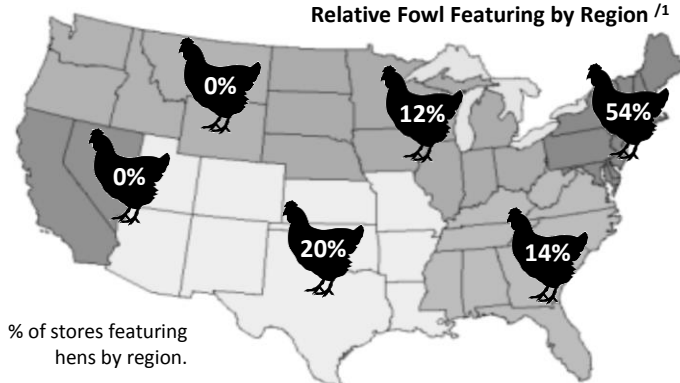 Relative Fowl Featuring by Region /1
0%
12%
54%
0%
20%
14%
% of stores featuring
hens by region.